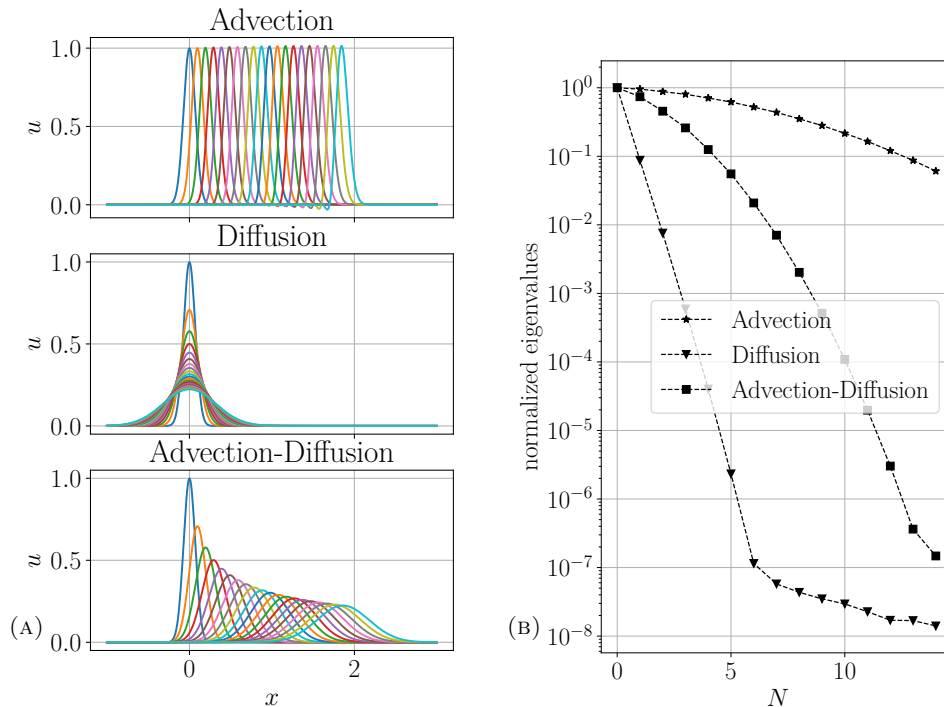 Advection
1.0
0.5
0.0
u
Diffusion
1.0
0.5
0.0
u
Advection-Diffusion
1.0
0.5
0.0
u
0
2
x
(A)
10^0
10^-1
10^-2
10^-3
10^-4
10^-5
10^-6
10^-7
10^-8
normalized eigenvalues
Advection
Diffusion
Advection-Diffusion
0
5
10
N
(B)